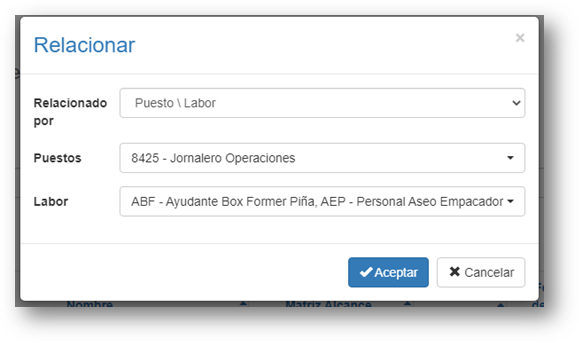 Relacionar
×
Relacionado por
Puesto \ Labor
Puestos
8425 - Jornalero Operaciones
Labor
ABF - Ayudante Box Former Piña, AEP - Personal Aseo Empacador
Aceptar
Cancelar
Nombre
Matriz Alcance